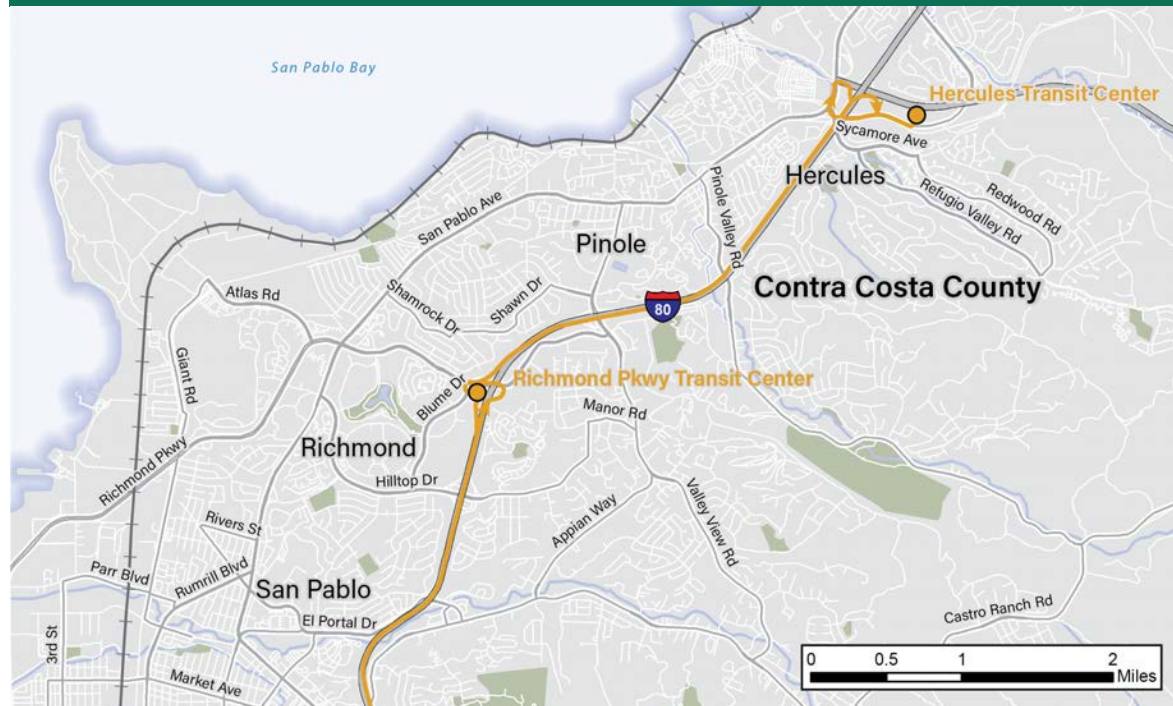 San Pablo Bay
Hercules Transit Center
Sycamore Ave
Hercules
Redwood Rd
Refugio Valley Rd
Pinole Valley Rd
San Pablo Ave
Pinole
Contra Costa County
Atlas Rd
Shamrock Dr
Shawn Dr
80
Giant Rd
Blume Dr
Richmond Pkwy Transit Center
Manor Rd
Richmond
Richmond Pkwy
Hilltop Dr
Appian Way
Valley View Rd
Rivers St
Rumrill Blvd
Parr Blvd
San Pablo
El Portal Dr
3rd St
Market Ave
Castro Ranch Rd
0 0.5 1 2
Miles